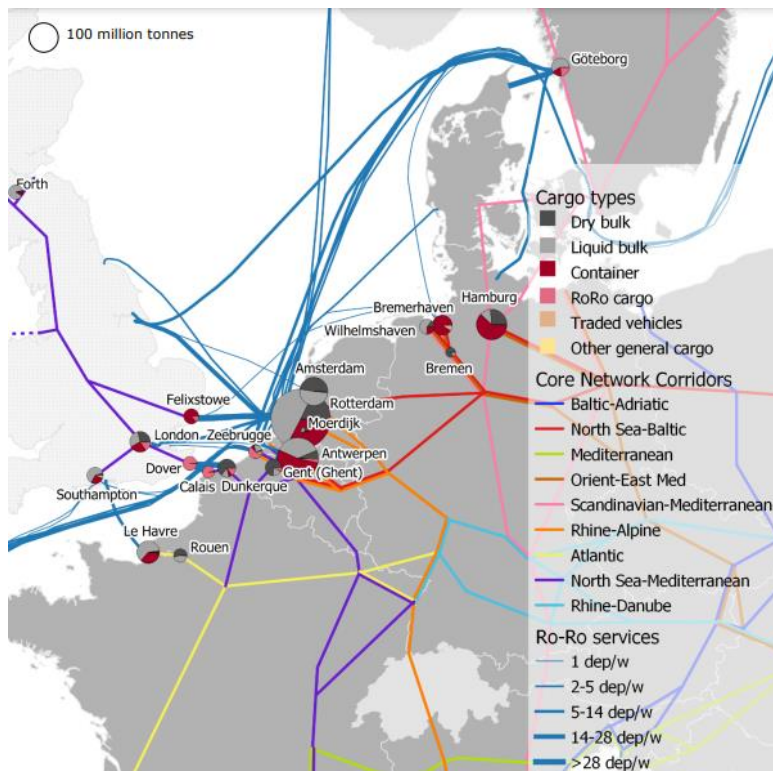 100 million tonnes
Göteborg
Forth
Cargo types
Dry bulk
Liquid bulk
Container
RoRo cargo
Traded vehicles
Other general cargo
Hamburg
Bremerhaven
Wilhelmshaven
Bremen
Amsterdam
Rotterdam
Moerdijk
Felixstowe
London
Zeebrugge
Antwerpen
Dover
Gent (Ghent)
Calais
Dunkerque
Southampton
Le Havre
Rouen
Core Network Corridors
Baltic-Adriatic
North Sea-Baltic
Mediterranean
Orient-East Med
Scandinavian-Mediterranean
Rhine-Alpine
Atlantic
North Sea-Mediterranean
Rhine-Danube
Ro-Ro services
1 dep/w
2-5 dep/w
5-14 dep/w
14-28 dep/w
>28 dep/w